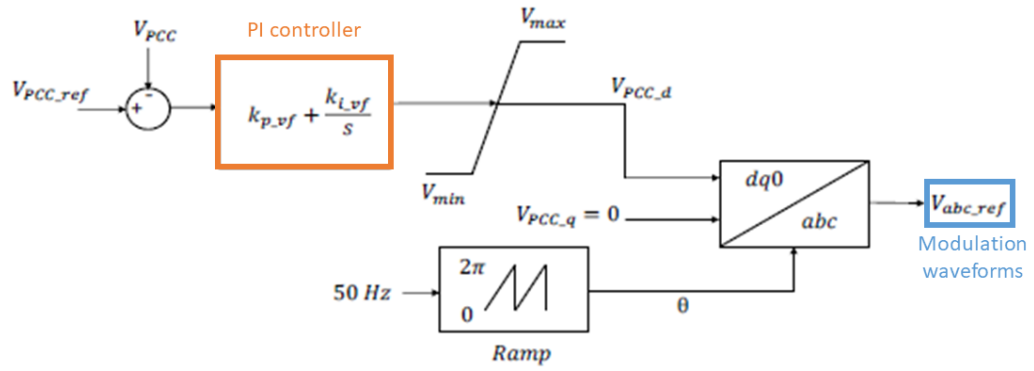 PI controller
V_PCC
V_max
V_PCC_ref
-
+
k_p_vf + k_i_vf/s
V_PCC_d
V_min
dq0
abc
V_PCC_q = 0
V_abc_ref
Modulation
waveforms
50 Hz
2π
0
θ
Ramp